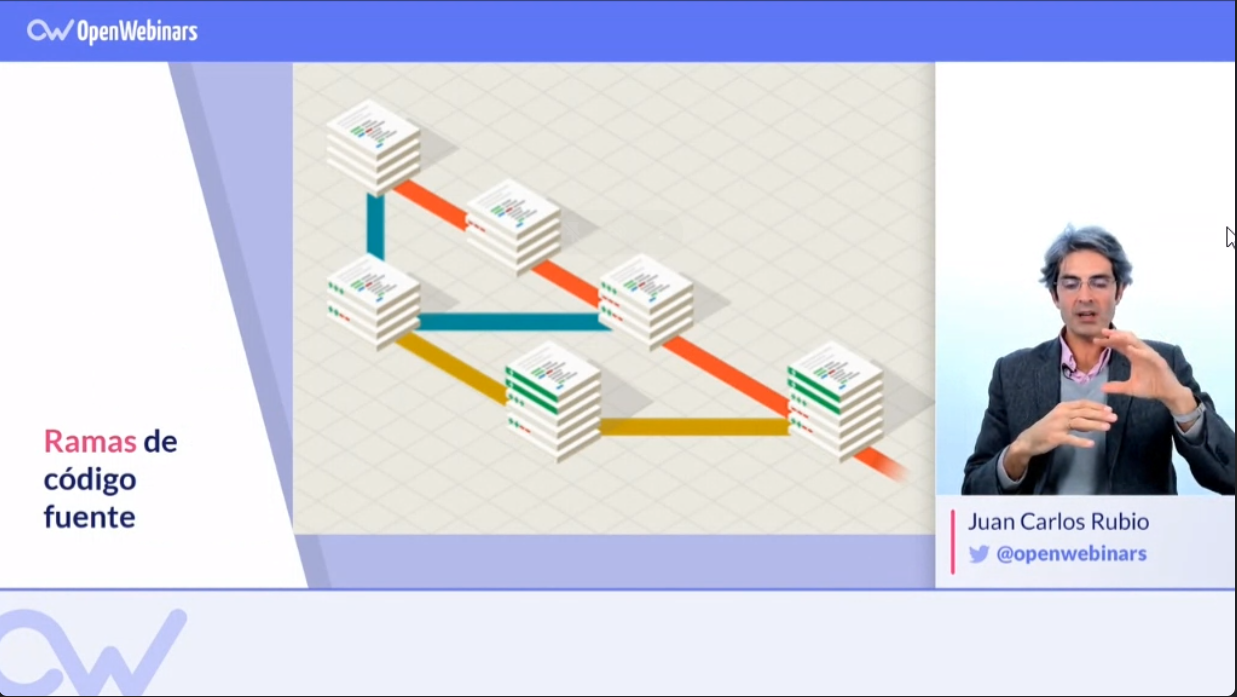 OpenWebinars
Ramas de
código
fuente
Juan Carlos Rubio
@openwebinars